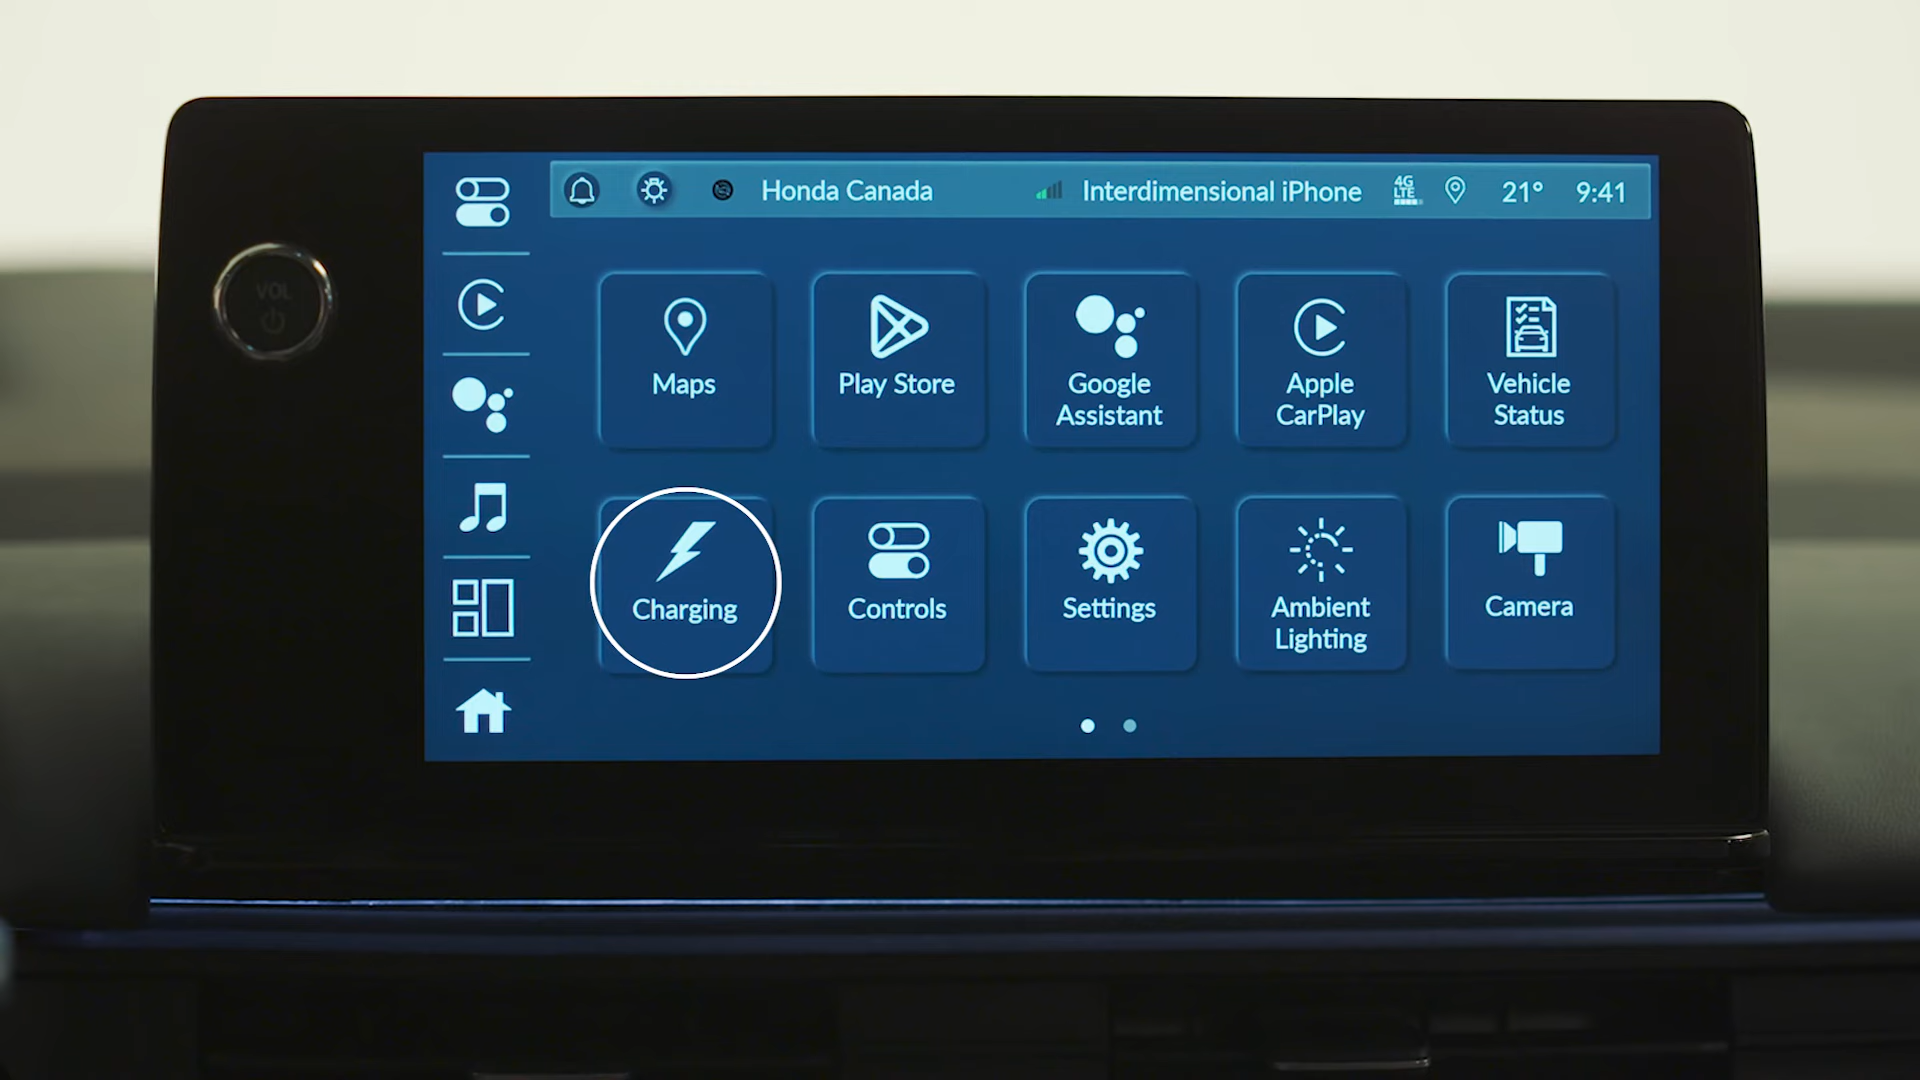 Honda Canada Interdimensional iPhone 4G LTE 21° 9:41
VOL
Maps
Play Store
Google
Assistant
Apple
CarPlay
Vehicle
Status
Charging
Controls
Settings
Ambient
Lighting
Camera